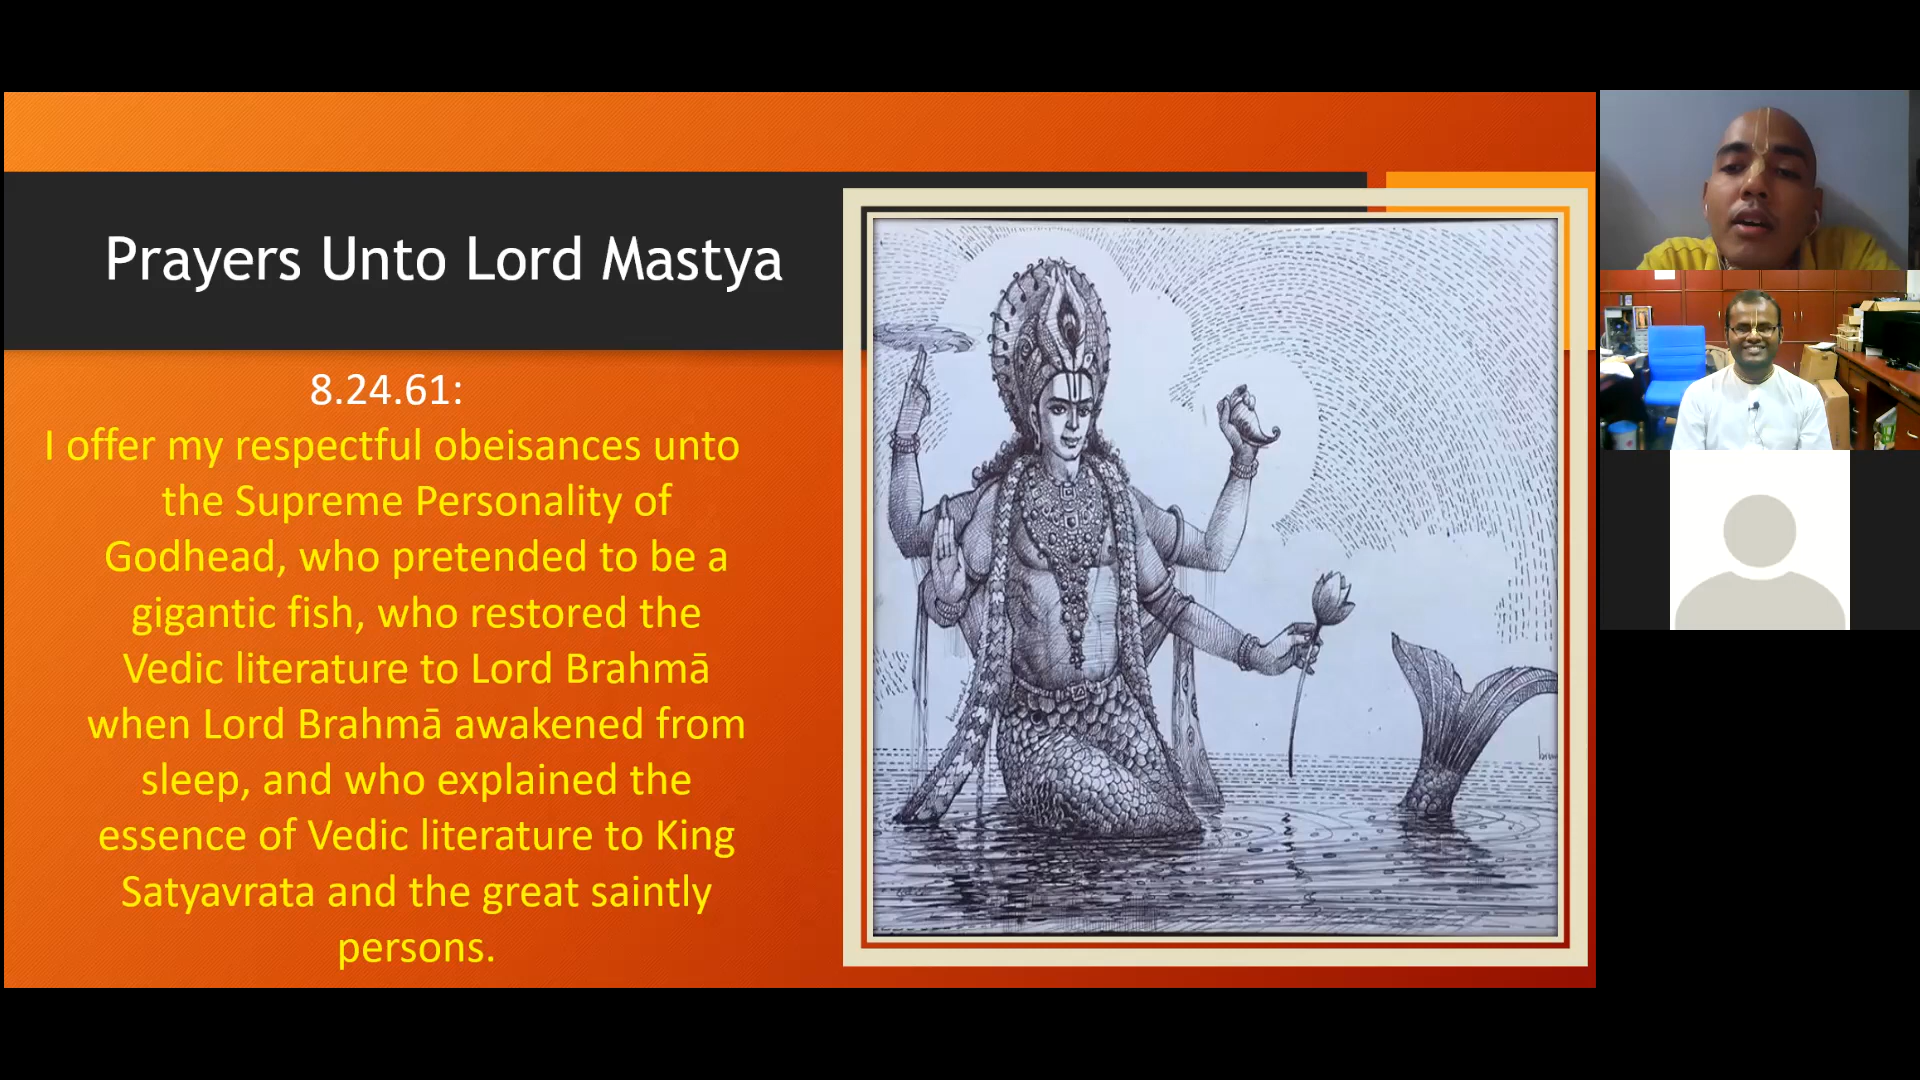 Prayers Unto Lord Mastya
8.24.61:
I offer my respectful obeisances unto
the Supreme Personality of
Godhead, who pretended to be a
gigantic fish, who restored the
Vedic literature to Lord Brahmā
when Lord Brahmā awakened from
sleep, and who explained the
essence of Vedic literature to King
Satyavrata and the great saintly
persons.